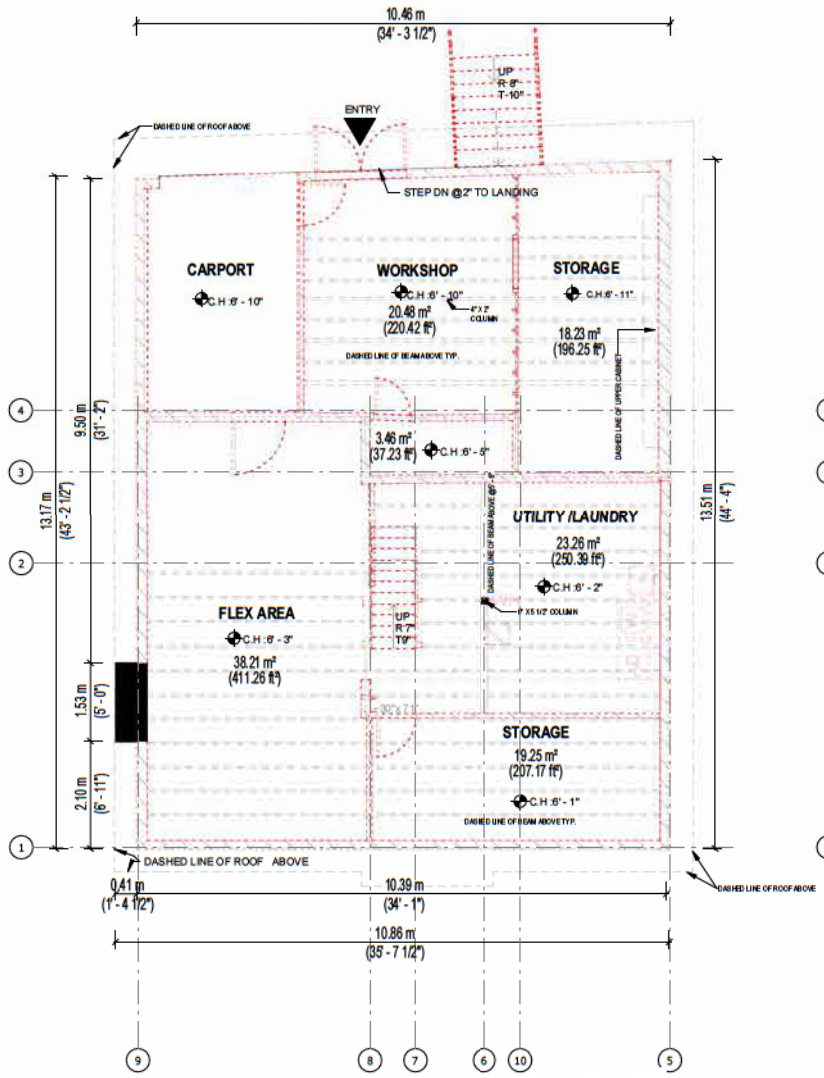 10.46 m
(34' - 3 1/2")
UP
R 8"
T-10"
ENTRY
DASHED LINE OF ROOF ABOVE
STEP DN @2" TO LANDING
CARPORT
C.H :6' - 10"
WORKSHOP
C.H :6' - 10"
20.48 m²
(220.42 ft²)
4" X 2'
COLUMN
DASHED LINE OF BEAM ABOVE TYP.
STORAGE
C.H :6' - 11"
18.23 m²
(196.25 ft²)
DASHED LINE OF UPPER CABINET
4
3
2
1
9.50 m
(31' - 2")
13.17 m
(43' - 2 1/2")
13.51 m
(44' - 4")
3.46 m²
(37.23 ft²)
C.H :6' - 5"
DASHED LINE OF BEAM ABOVE
UTILITY /LAUNDRY
23.26 m²
(250.39 ft²)
C.H :6' - 2"
COLUMN
FLEX AREA
C.H :6' - 3"
38.21 m²
(411.26 ft²)
UP
R 7"
T9"
1.53 m
(5' - 0")
2.10 m
(6' - 11")
STORAGE
19.25 m²
(207.17 ft²)
C.H :6' - 1"
DASHED LINE OF BEAM ABOVE TYP.
DASHED LINE OF ROOF ABOVE
DASHED LINE OF ROOF ABOVE
0.41 m
(1' - 4 1/2")
10.39 m
(34' - 1")
10.86 m
(35' - 7 1/2")
9
8
7
6
10
5